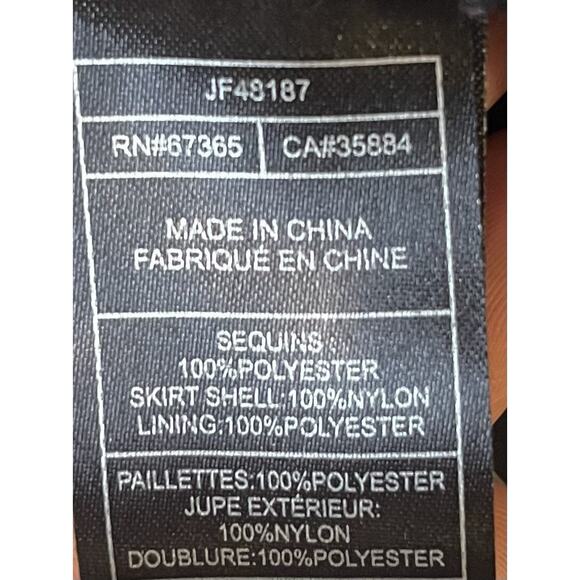 JF48187
RN#67365 CA#35884
MADE IN CHINA
FABRIQUÉ EN CHINE
SEQUINS:
100%POLYESTER
SKIRT SHELL:100%NYLON
LINING:100%POLYESTER
PAILLETTES:100%POLYESTER
JUPE EXTÉRIEUR:
100%NYLON
DOUBLURE:100%POLYESTER